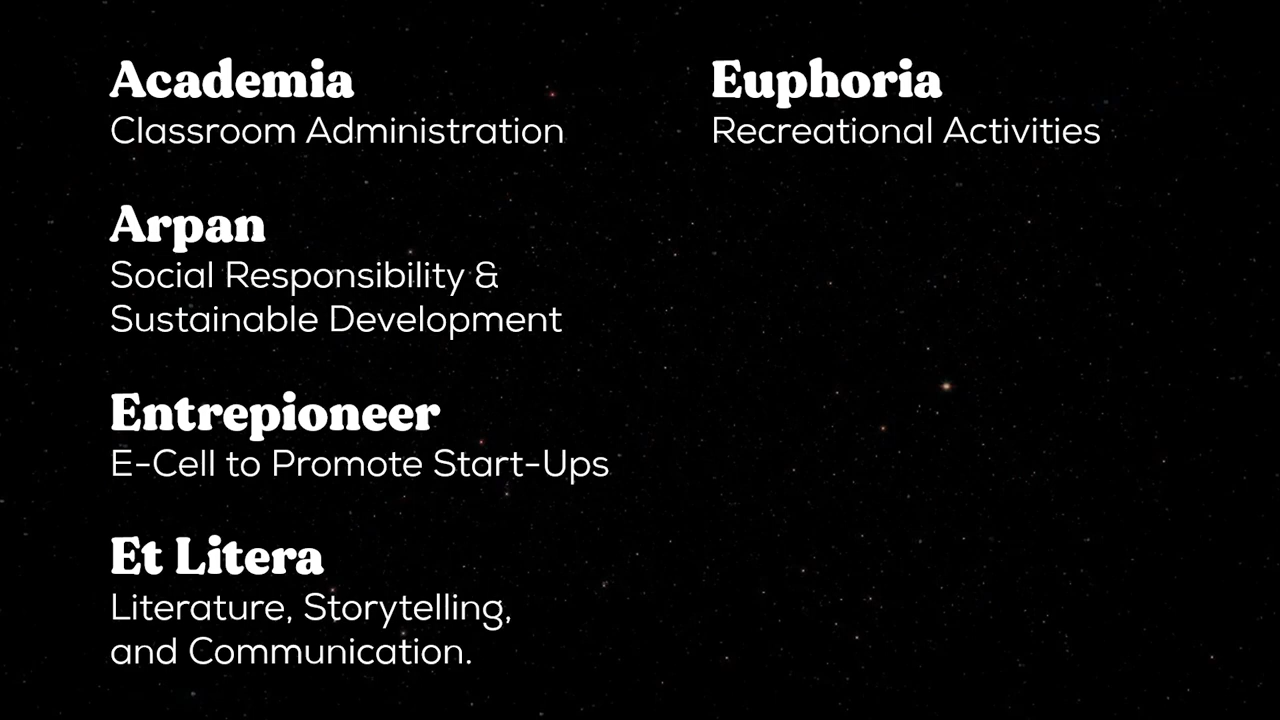 Academia
Classroom Administration
Arpan
Social Responsibility &
Sustainable Development
Entrepioneer
E-Cell to Promote Start-Ups
Et Litera
Literature, Storytelling,
and Communication.
Euphoria
Recreational Activities